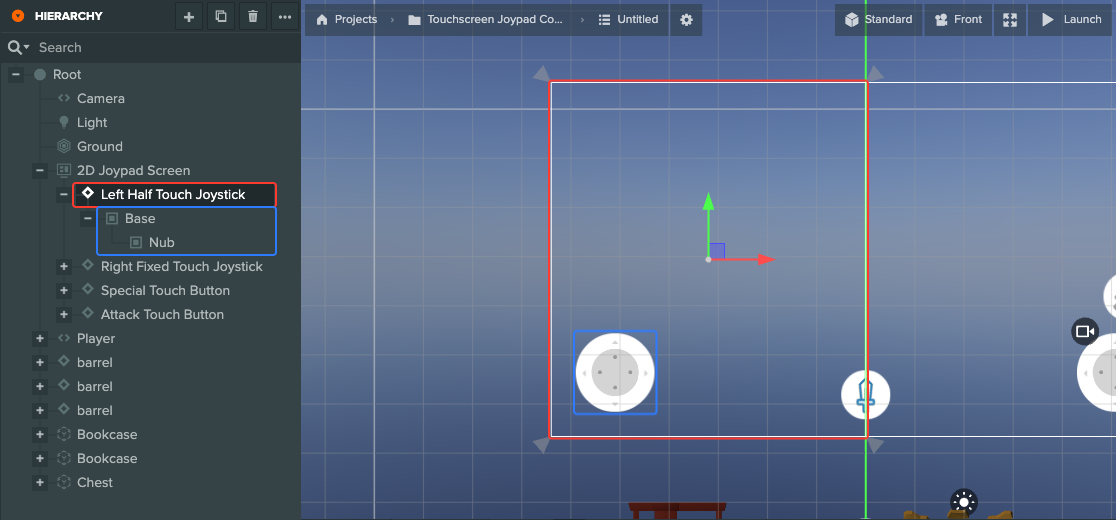 HIERARCHY
Projects
Touchscreen Joypad Co...
Untitled
Standard
Front
Launch
Search
Root
Camera
Light
Ground
2D Joypad Screen
Left Half Touch Joystick
Base
Nub
Right Fixed Touch Joystick
Special Touch Button
Attack Touch Button
Player
barrel
barrel
barrel
Bookcase
Bookcase
Chest